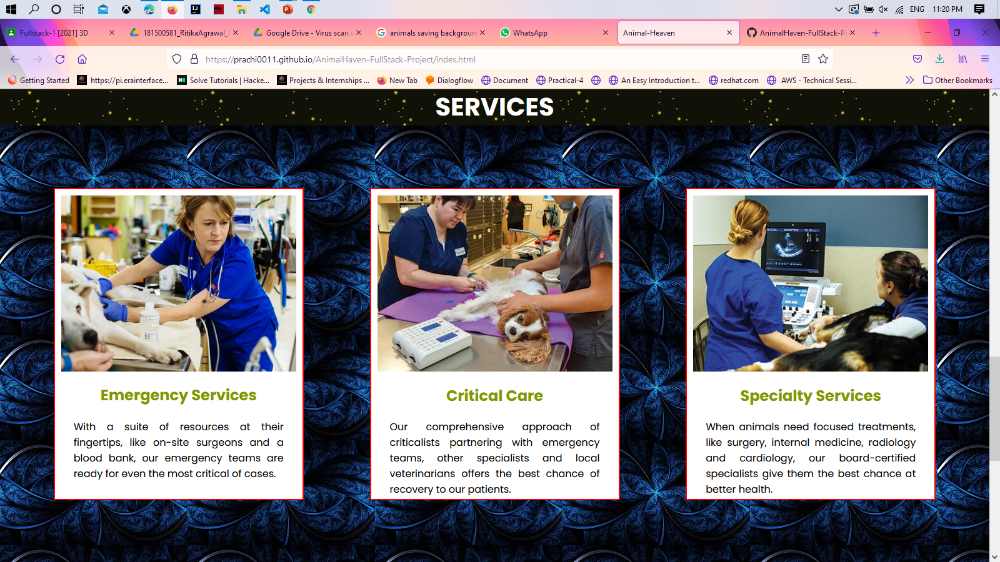 ENG 11:20 PM
Fullstack-1 [2021] 3D
181500581_RitikaAgrawal_
Google Drive - Virus scan
animals saving backgroun
WhatsApp
Animal-Heaven
AnimalHaven-FullStack-P
https://prachi0011.github.io/AnimalHaven-FullStack-Project/index.html
Getting Started
https://pi.erainterface...
Solve Tutorials | Hacke...
Projects & Internships ...
New Tab
Dialogflow
Document
Practical-4
An Easy Introduction t...
redhat.com
AWS - Technical Sessi...
Other Bookmarks
SERVICES
Emergency Services
With a suite of resources at their
fingertips, like on-site surgeons and a
blood bank, our emergency teams are
ready for even the most critical of cases.
Critical Care
Our comprehensive approach of
criticalists partnering with emergency
teams, other specialists and local
veterinarians offers the best chance of
recovery to our patients.
Specialty Services
When animals need focused treatments,
like surgery, internal medicine, radiology
and cardiology, our board-certified
specialists give them the best chance at
better health.